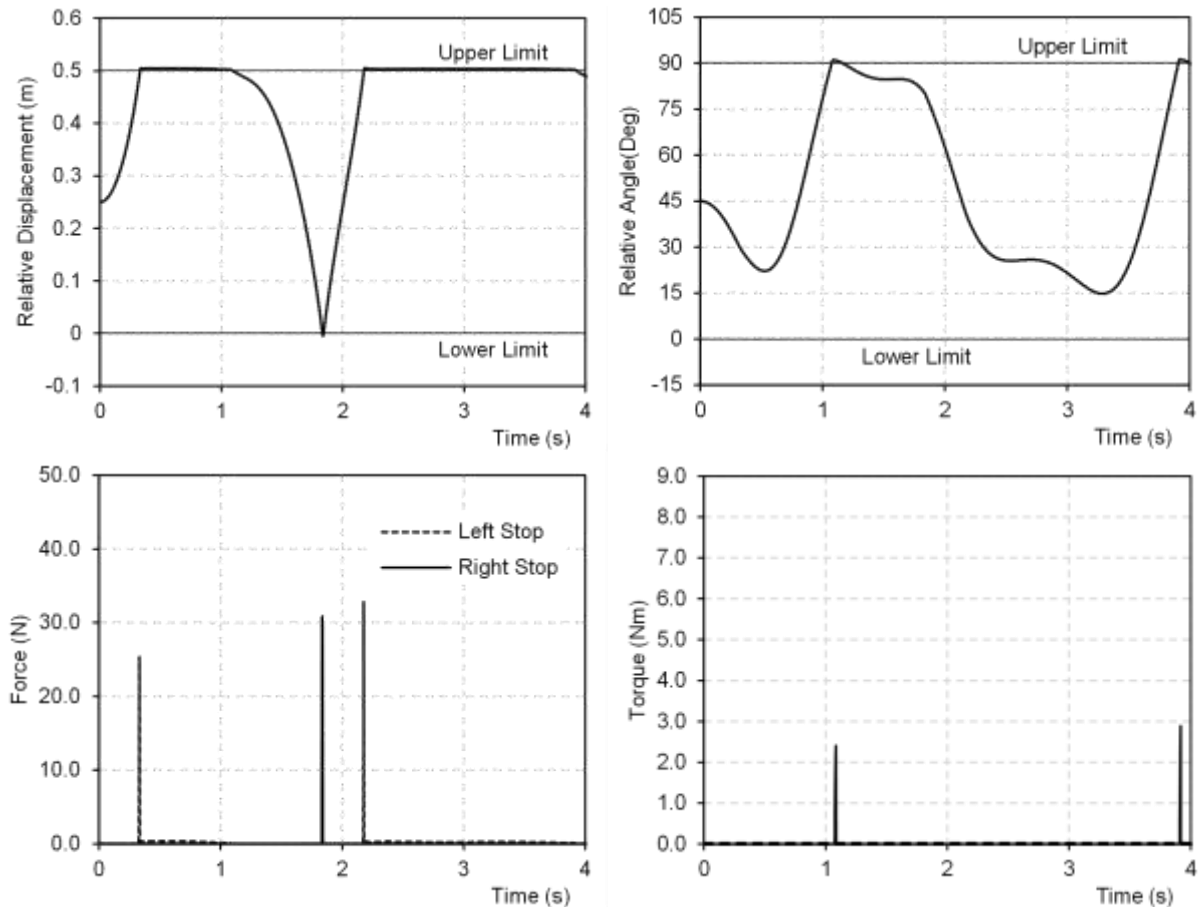 0.6
0.5
0.4
0.3
0.2
0.1
0
-0.1
Relative Displacement (m)
Upper Limit
Lower Limit
0 1 2 3 4
Time (s)
105
90
75
60
45
30
15
0
-15
Relative Angle(Deg)
Upper Limit
Lower Limit
0 1 2 3 4
Time (s)
50.0
40.0
30.0
20.0
10.0
0.0
Force (N)
Left Stop
Right Stop
0 1 2 3 4
Time (s)
9.0
8.0
7.0
6.0
5.0
4.0
3.0
2.0
1.0
0.0
Torque (Nm)
0 1 2 3 4
Time (s)